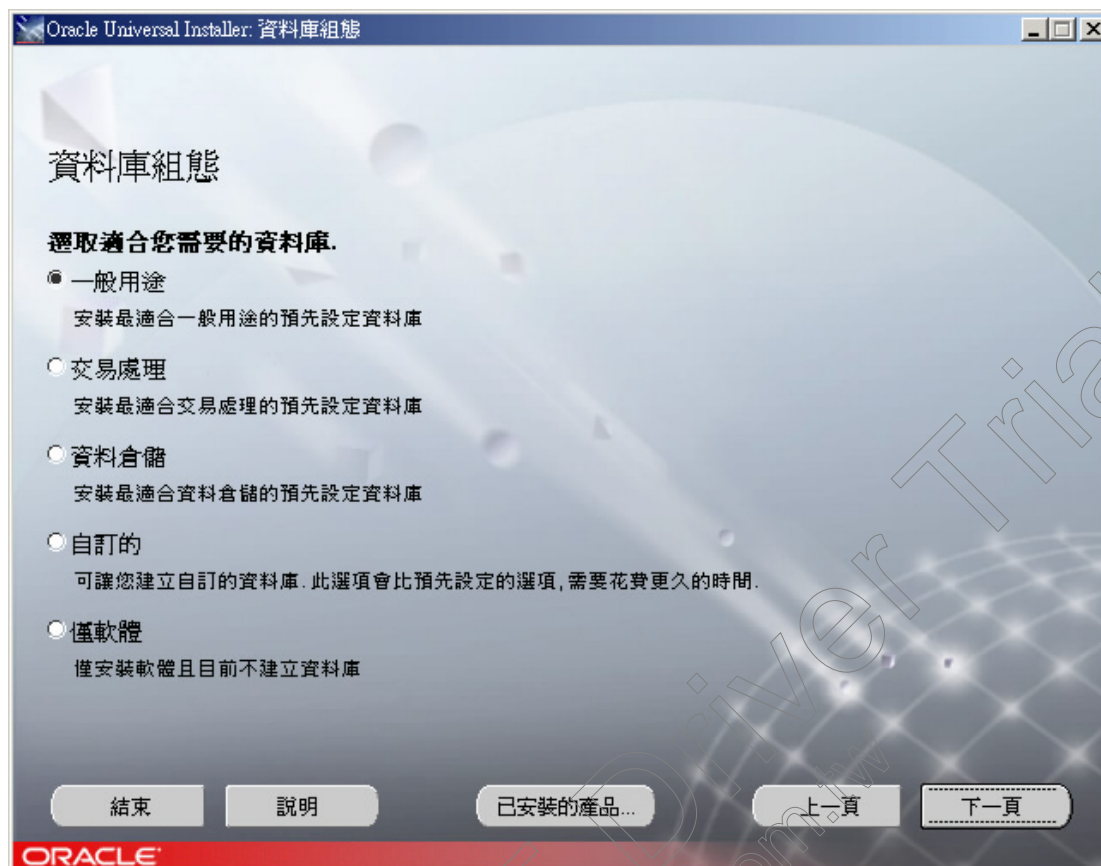 Oracle Universal Installer: 資料庫組態
資料庫組態
選取適合您需要的資料庫.
一般用途
安裝最適合一般用途的預先設定資料庫
交易處理
安裝最適合交易處理的預先設定資料庫
資料倉儲
安裝最適合資料倉儲的預先設定資料庫
自訂的
可讓您建立自訂的資料庫. 此選項會比預先設定的選項, 需要花費更久的時間.
僅軟體
僅安裝軟體且目前不建立資料庫
結束
說明
已安裝的產品...
上一頁
下一頁
ORACLE
Driver
com.tw